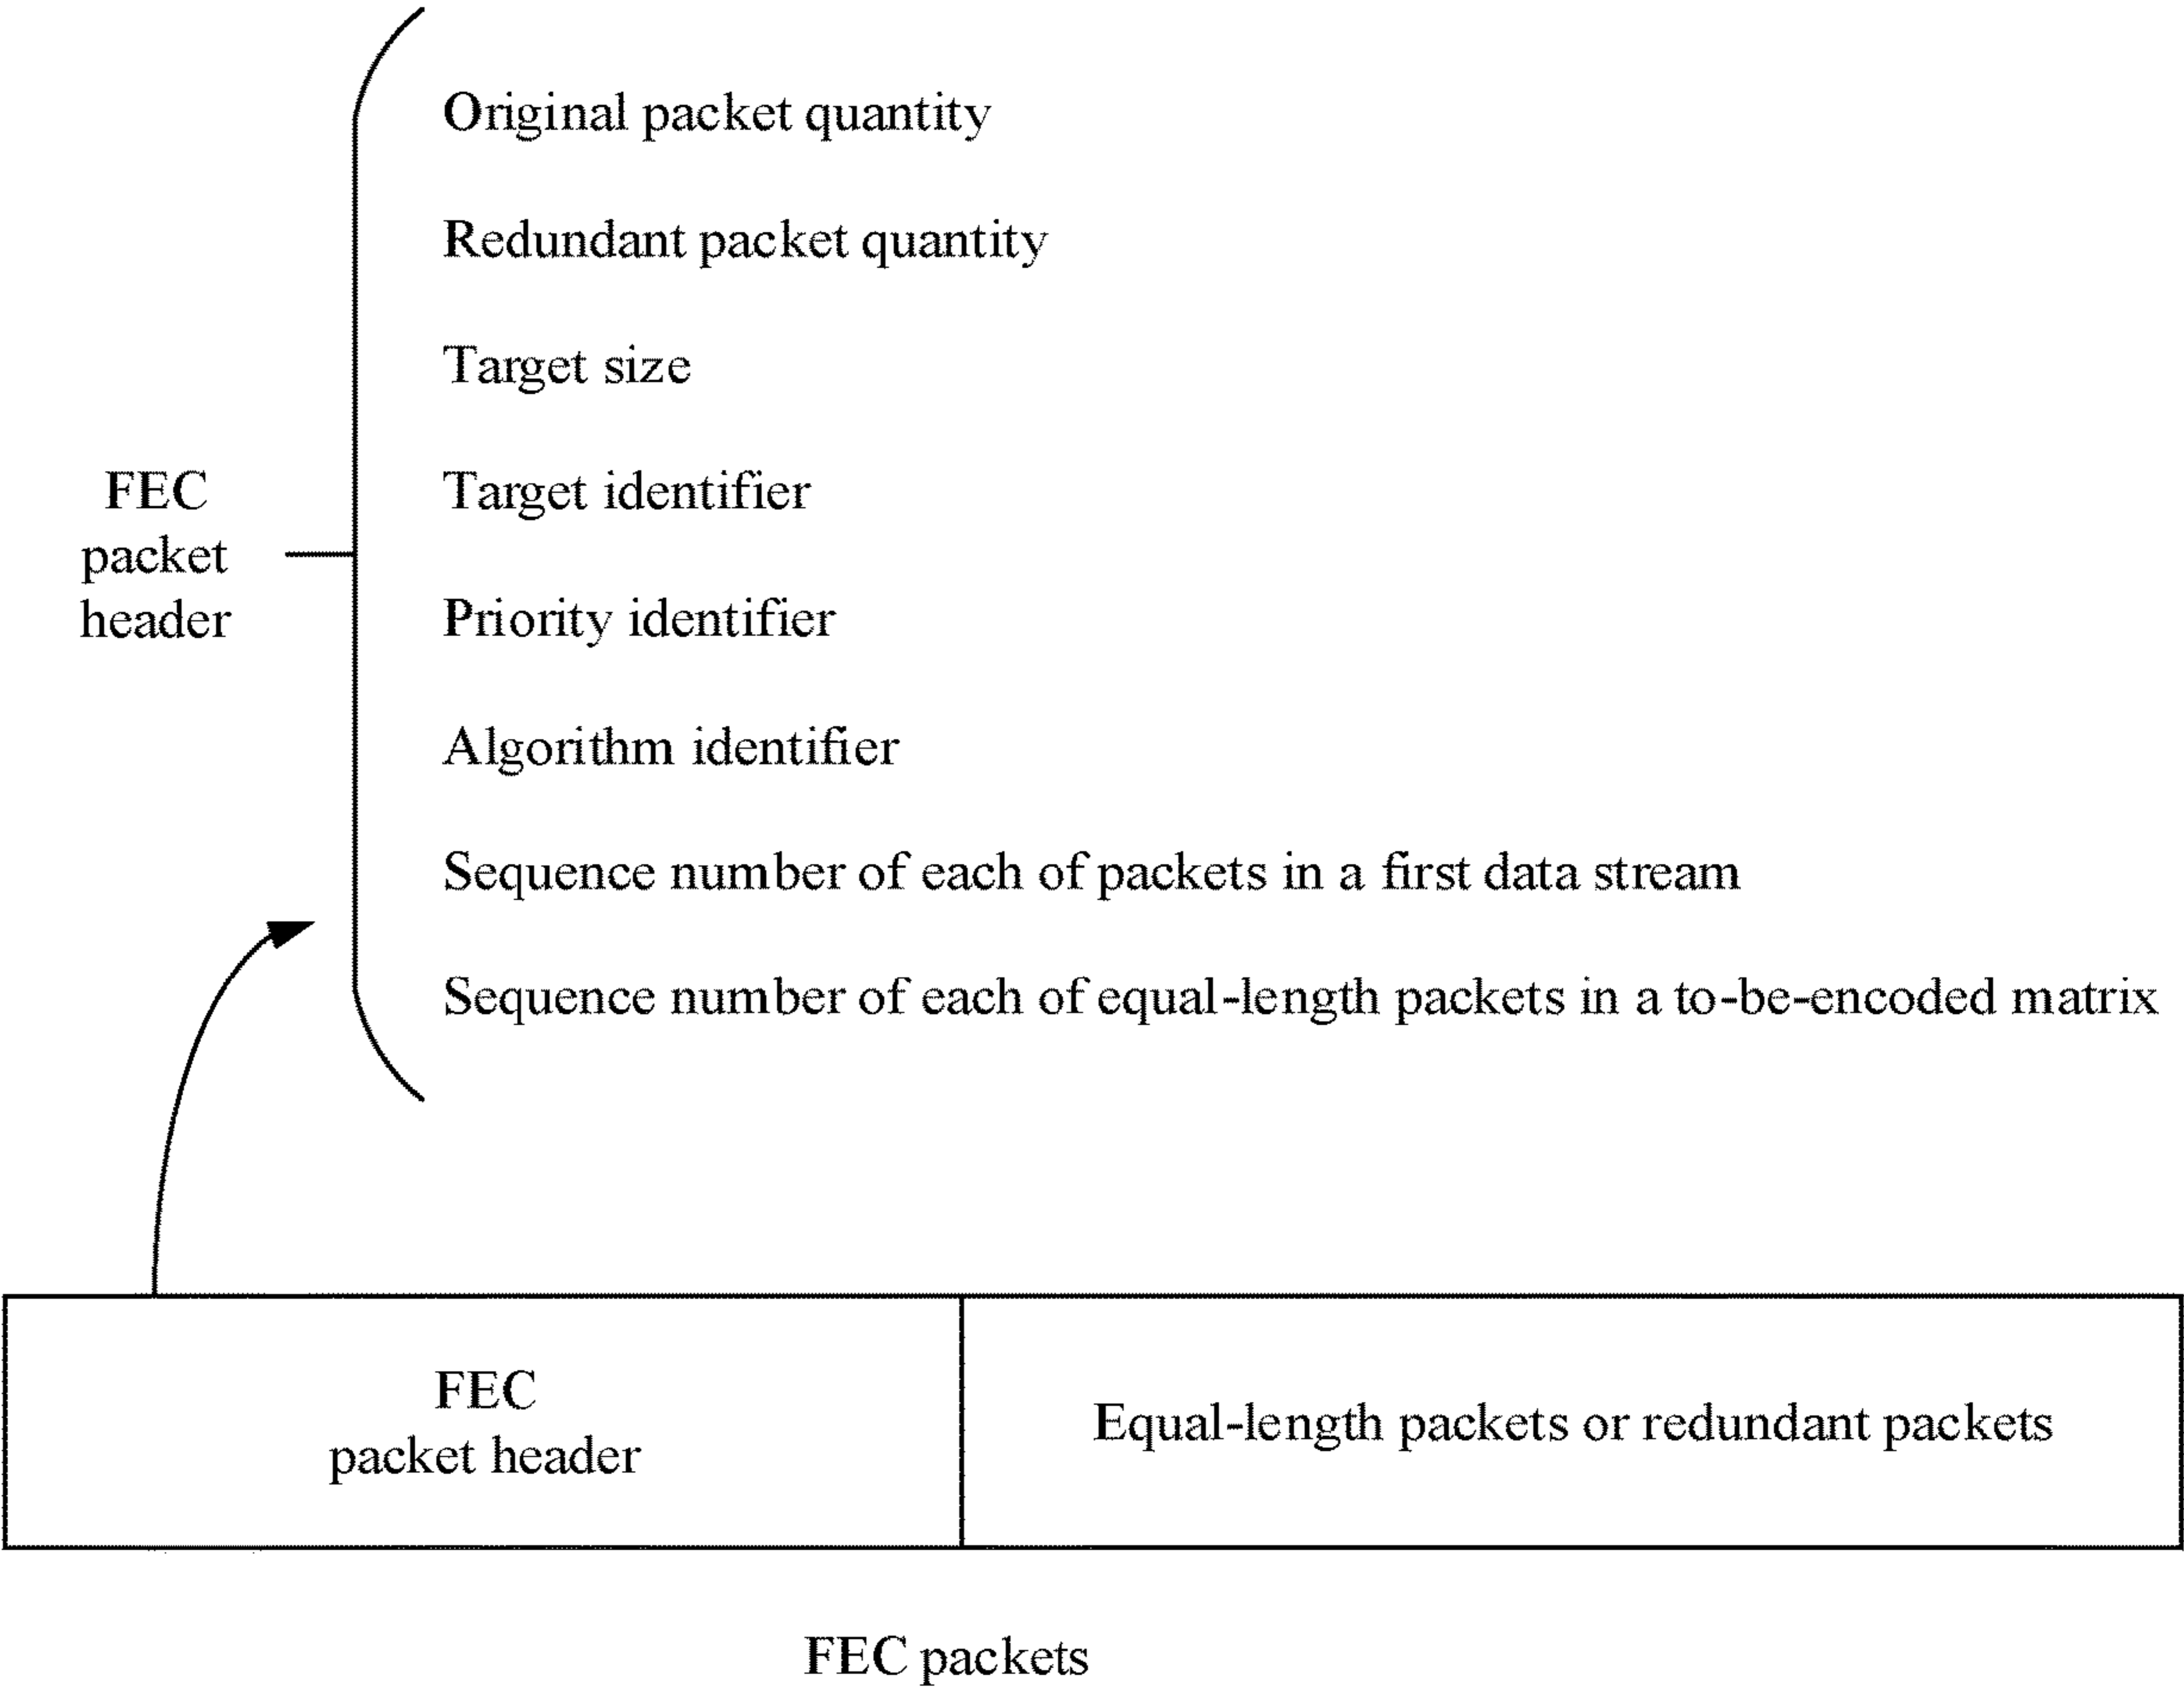 Original packet quantity
Redundant packet quantity
Target size
Target identifier
Priority identifier
Algorithm identifier
Sequence number of each of packets in a first data stream
Sequence number of each of equal-length packets in a to-be-encoded matrix
FEC
packet
header
FEC
packet header
Equal-length packets or redundant packets
FEC packets